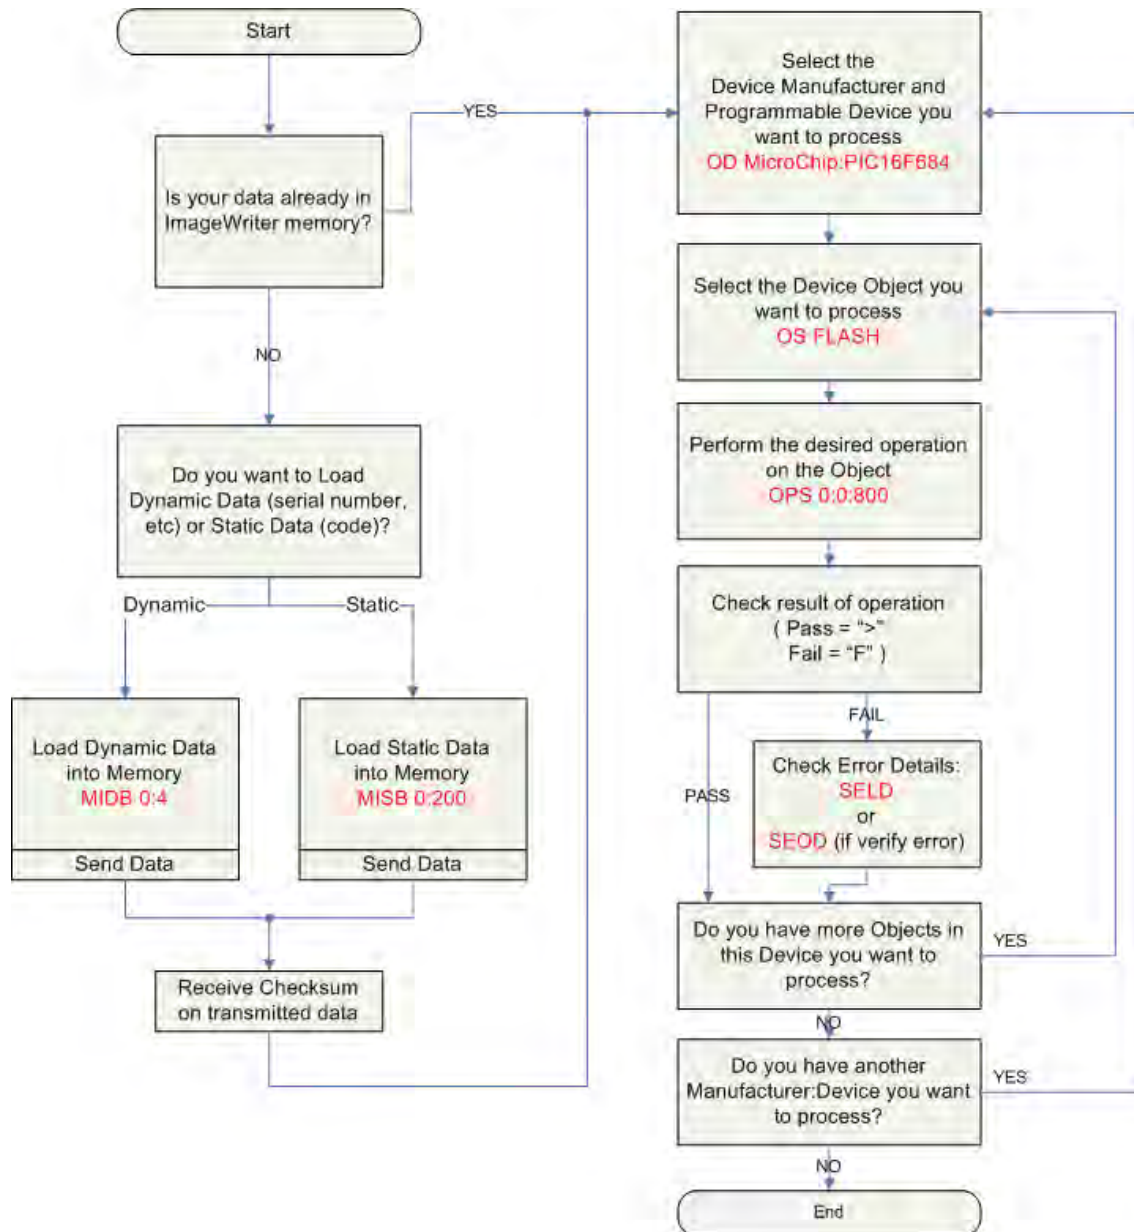 Start
Is your data already in
ImageWriter memory?
YES
NO
Do you want to Load
Dynamic Data (serial number,
etc) or Static Data (code)?
Dynamic
Static
Load Dynamic Data
into Memory
MIDB 0:4
Send Data
Load Static Data
into Memory
MISB 0:200
Send Data
Receive Checksum
on transmitted data
Select the
Device Manufacturer and
Programmable Device you
want to process
OD MicroChip:PIC16F684
Select the Device Object you
want to process
OS FLASH
Perform the desired operation
on the Object
OPS 0:0:800
Check result of operation
( Pass = “>”
Fail = “F” )
FAIL
PASS
Check Error Details:
SELD
or
SEOD (if verify error)
Do you have more Objects in
this Device you want to
process?
YES
NO
Do you have another
Manufacturer:Device you want
to process?
YES
NO
End